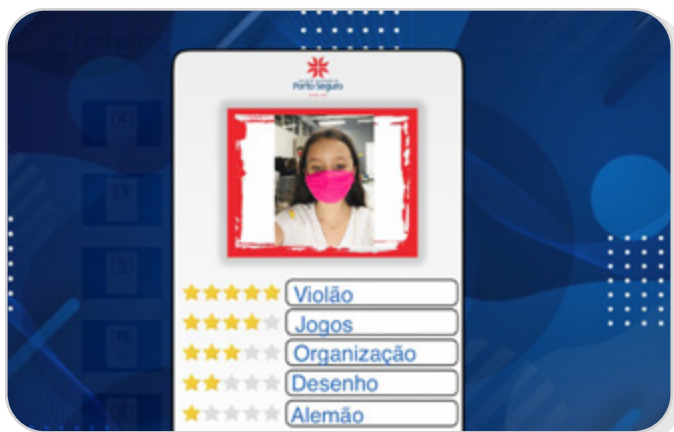 Porto Seguro
Violão
Jogos
Organização
Desenho
Alemão